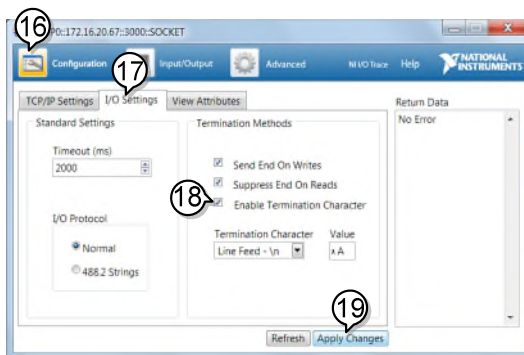 16
P0::172.16.20.67::3000::SOCKET
Configuration
17
Input/Output
Advanced
NI I/O Trace
Help
NATIONAL INSTRUMENTS
TCP/IP Settings
I/O Settings
View Attributes
Return Data
No Error
Standard Settings
Timeout (ms)
2000
I/O Protocol
Normal
488.2 Strings
Termination Methods
Send End On Writes
Suppress End On Reads
18
Enable Termination Character
Termination Character
Value
Line Feed - \n
xA
19
Refresh
Apply Changes